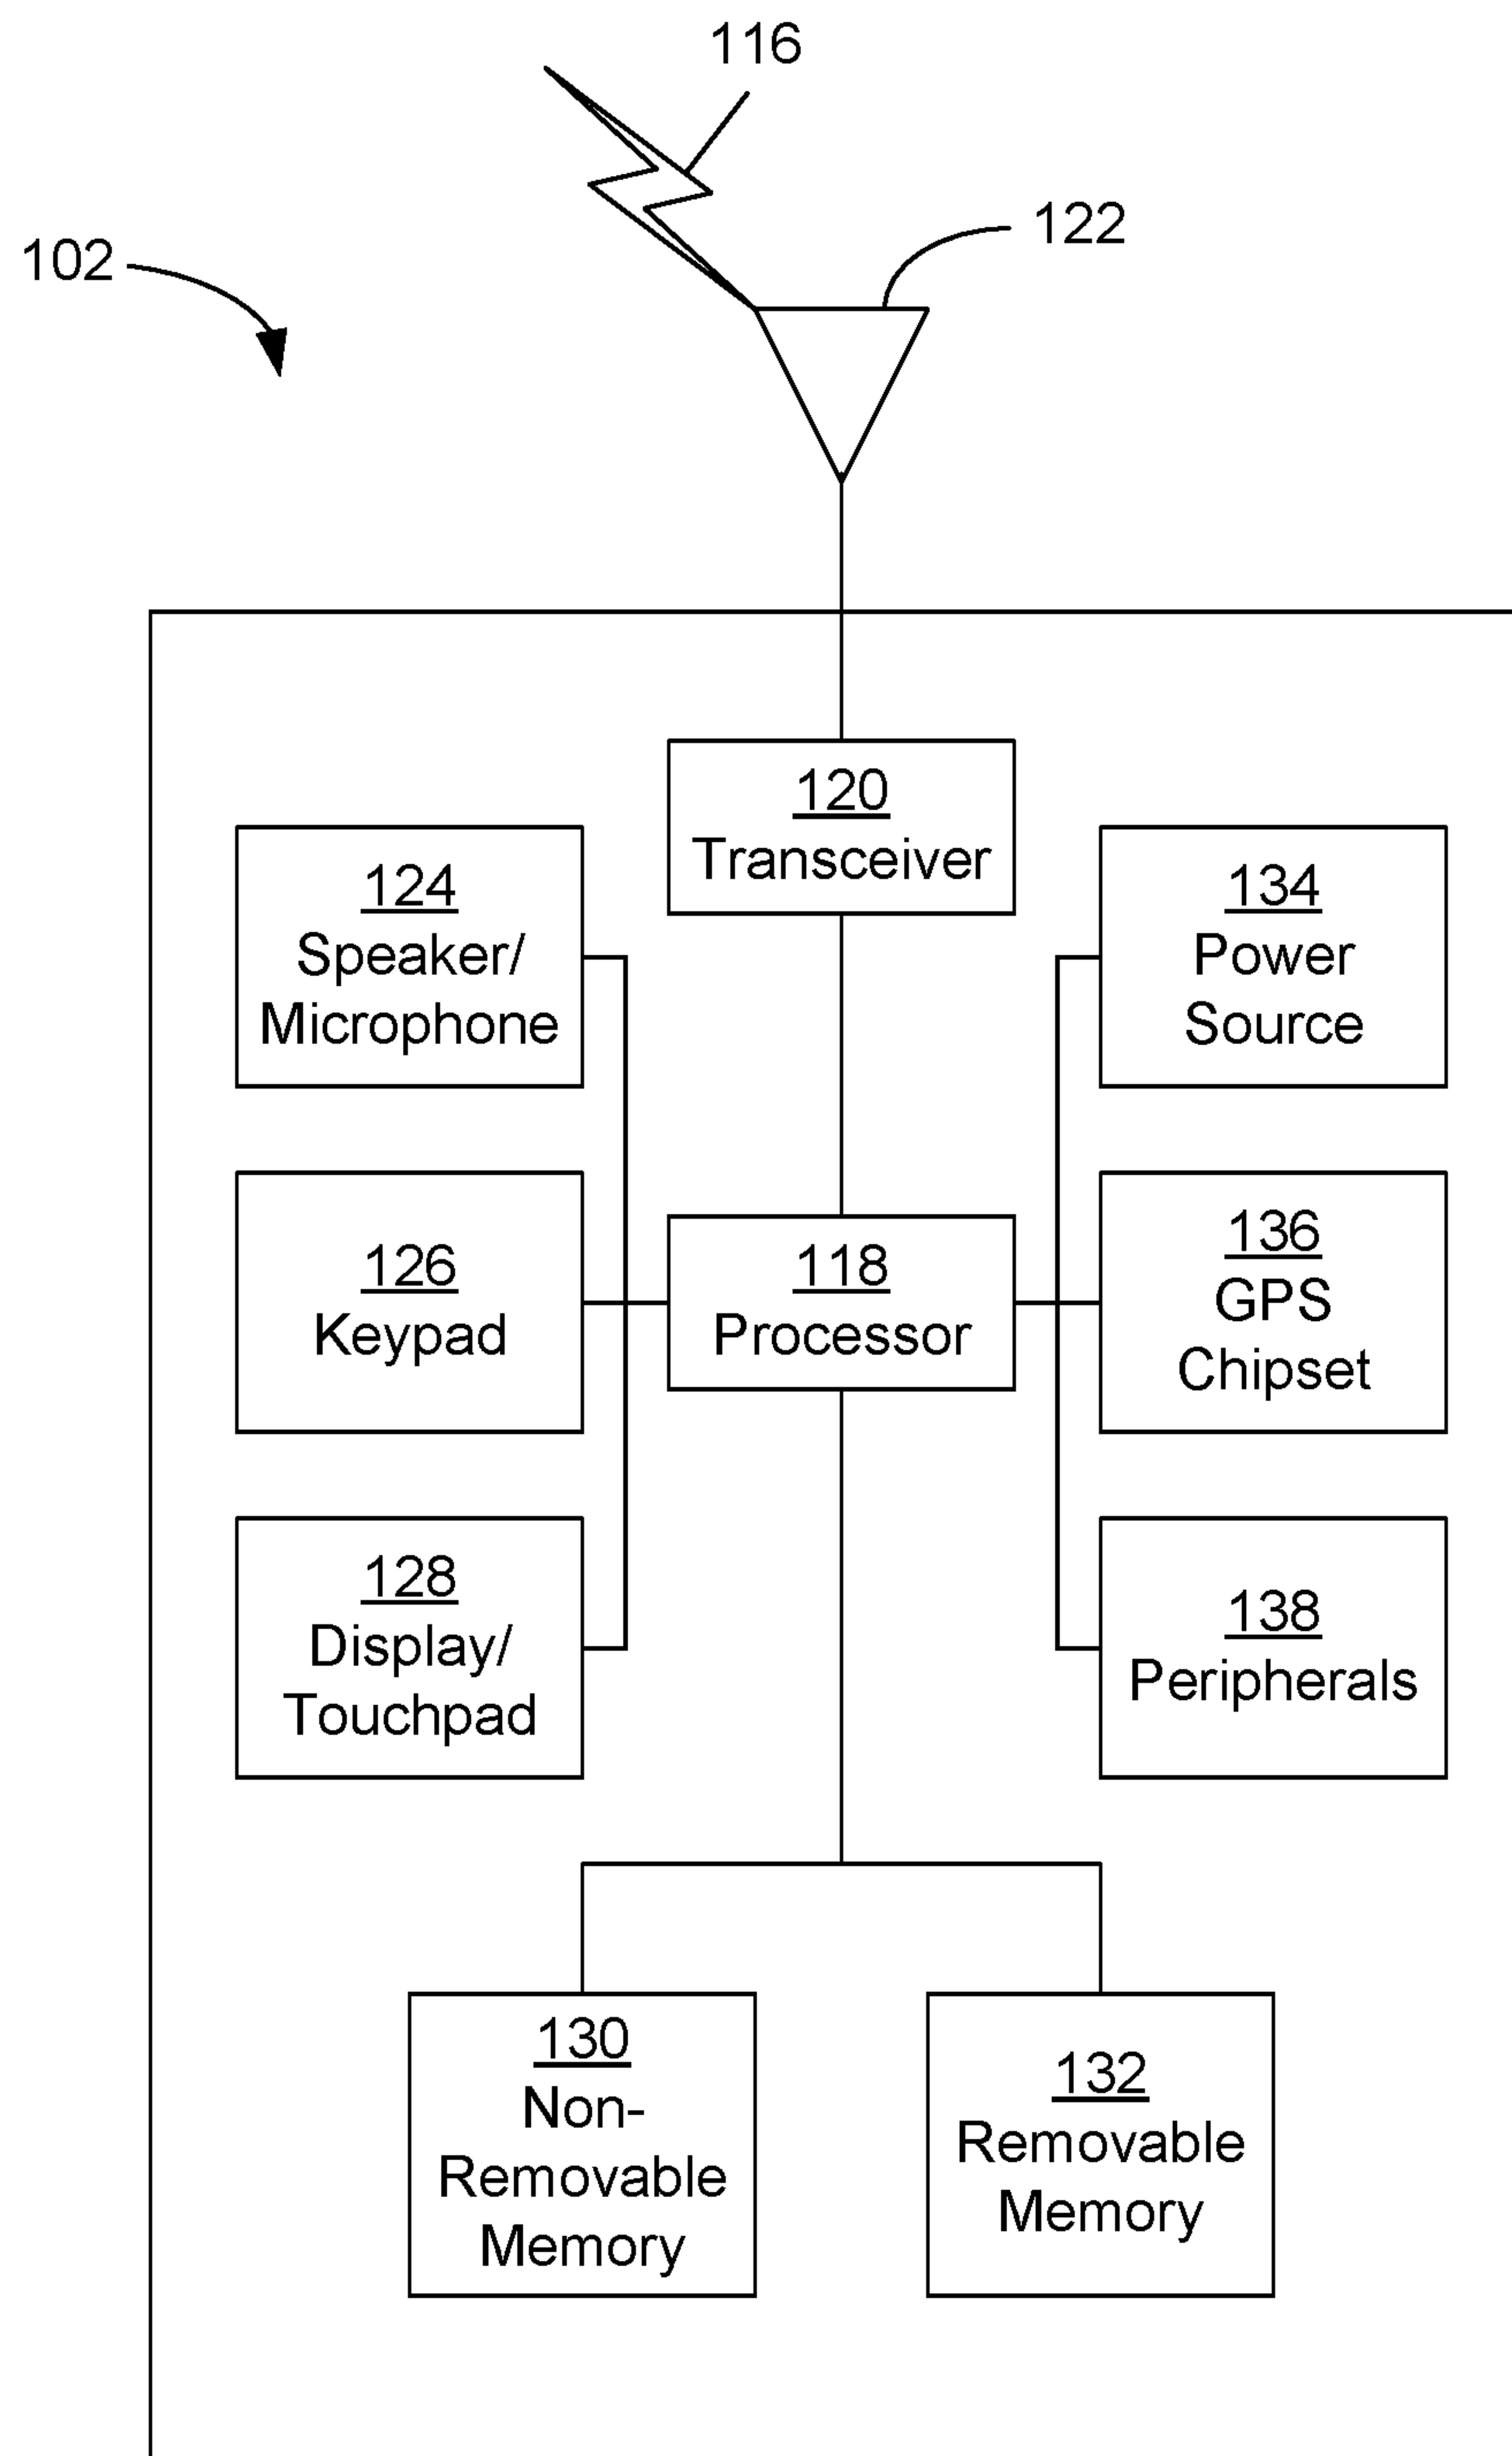 116
122
102
120
Transceiver
124
Speaker/
Microphone
134
Power
Source
126
Keypad
118
Processor
136
GPS
Chipset
128
Display/
Touchpad
138
Peripherals
130
Non-
Removable
Memory
132
Removable
Memory